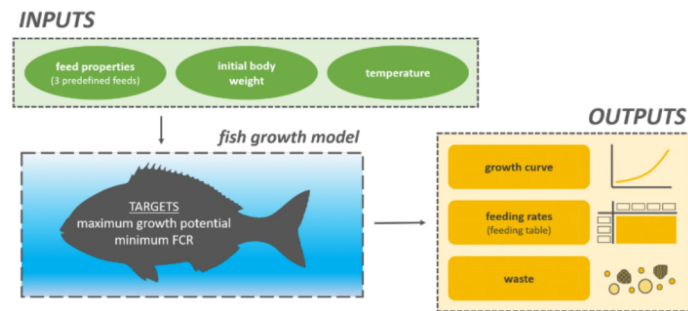 INPUTS
feed properties
(3 predefined feeds)
initial body
weight
temperature
fish growth model
TARGETS
maximum growth potential
minimum FCR
OUTPUTS
growth curve
feeding rates
(feeding table)
waste